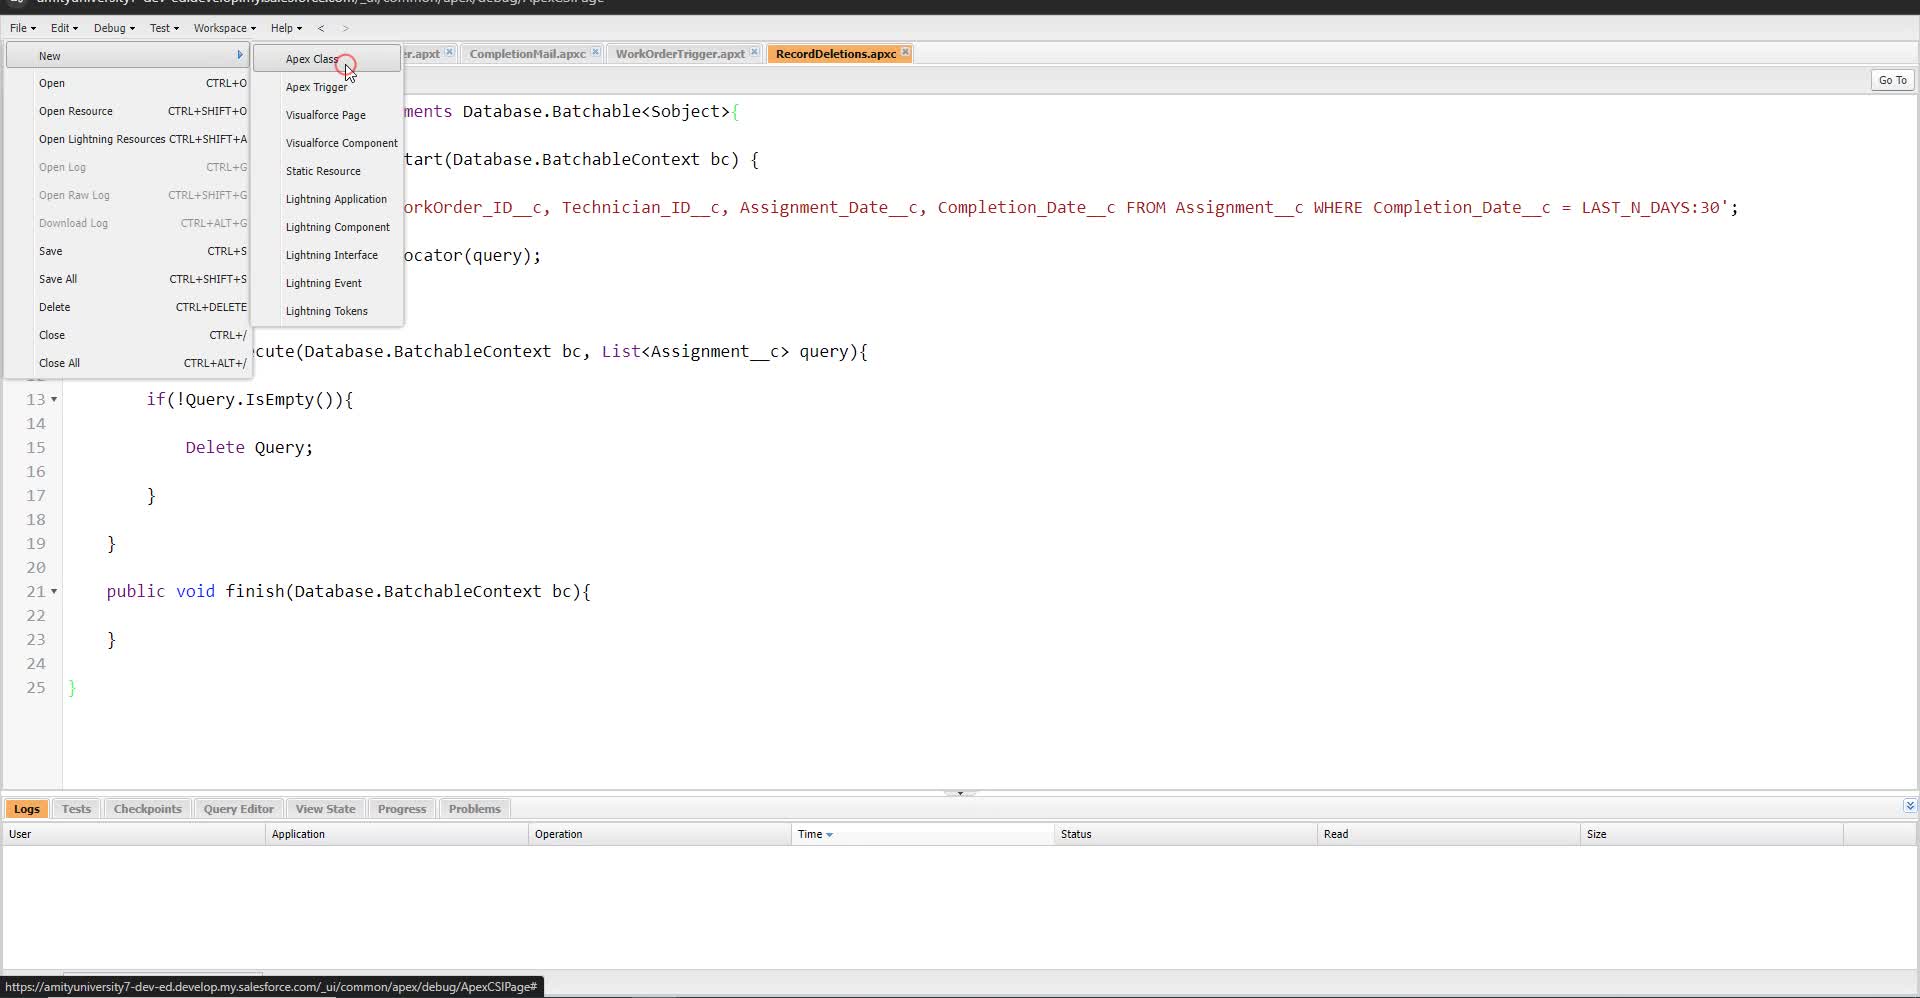 amityuniversity7-dev-ed.develop.my.salesforce.com/_ui/common/apex/debug/ApexCSIPage
File Edit Debug Test Workspace Help < >
New
Open CTRL+O
Open Resource CTRL+SHIFT+O
Open Lightning Resources CTRL+SHIFT+A
Open Log CTRL+G
Open Raw Log CTRL+SHIFT+G
Download Log CTRL+ALT+G
Save CTRL+S
Save All CTRL+SHIFT+S
Delete CTRL+DELETE
Close CTRL+/
Close All CTRL+ALT+/
Apex Class
Apex Trigger
Visualforce Page
Visualforce Component
Static Resource
Lightning Application
Lightning Component
Lightning Interface
Lightning Event
Lightning Tokens
er.apxt CompletionMail.apxc WorkOrderTrigger.apxt RecordDeletions.apxc
Go To
ments Database.Batchable<Sobject>{
tart(Database.BatchableContext bc) {
orkOrder_ID__c, Technician_ID__c, Assignment_Date__c, Completion_Date__c FROM Assignment__c WHERE Completion_Date__c = LAST_N_DAYS:30';
ocator(query);
cute(Database.BatchableContext bc, List<Assignment__c> query){
13 if(!Query.IsEmpty()){
14
15 Delete Query;
16
17 }
18
19 }
20
21 public void finish(Database.BatchableContext bc){
22
23 }
24
25 }
Logs Tests Checkpoints Query Editor View State Progress Problems
User Application Operation Time Status Read Size
https://amityuniversity7-dev-ed.develop.my.salesforce.com/_ui/common/apex/debug/ApexCSIPage#